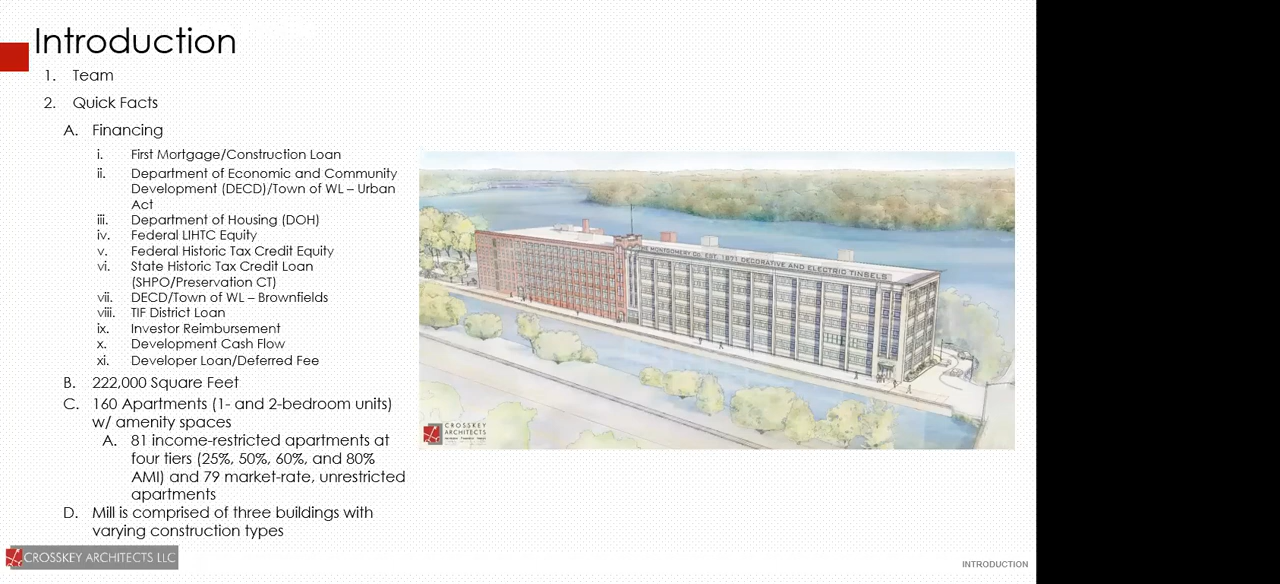 Introduction
1. Team
2. Quick Facts
A. Financing
i. First Mortgage/Construction Loan
ii. Department of Economic and Community
Development (DECD)/Town of WL – Urban
Act
iii. Department of Housing (DOH)
iv. Federal LIHTC Equity
v. Federal Historic Tax Credit Equity
vi. State Historic Tax Credit Loan
(SHPO/Preservation CT)
vii. DECD/Town of WL – Brownfields
viii. TIF District Loan
ix. Investor Reimbursement
x. Development Cash Flow
xi. Developer Loan/Deferred Fee
B. 222,000 Square Feet
C. 160 Apartments (1- and 2-bedroom units)
w/ amenity spaces
A. 81 income-restricted apartments at
four tiers (25%, 50%, 60%, and 80%
AMI) and 79 market-rate, unrestricted
apartments
D. Mill is comprised of three buildings with
varying construction types
MONTGOMERY CO. EST. 1871 DECORATIVE AND ELECTRIC TINSELS
CROSSKEY
ARCHITECTS
CROSSKEY ARCHITECTS LLC
INTRODUCTION